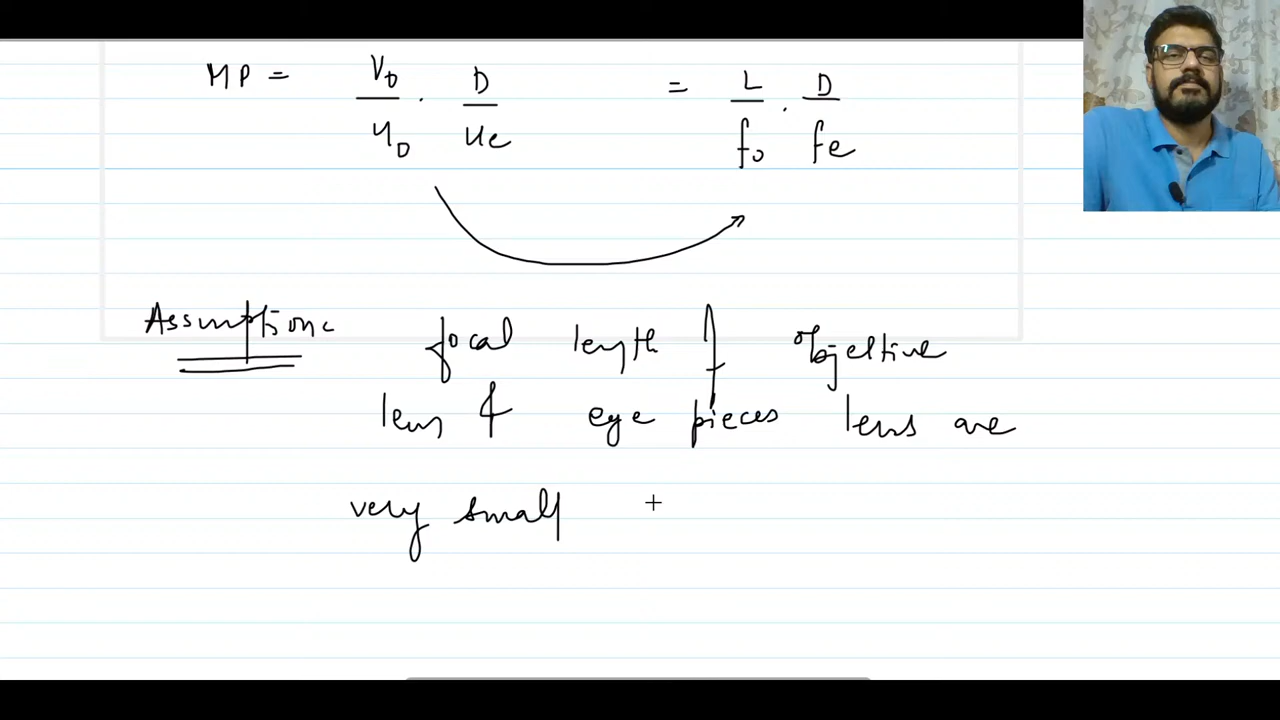 MP = V₀/u₀ · D/ue = L/f₀ · D/fe
Assumptions focal length of objective
lens & eye pieces lens are
very small